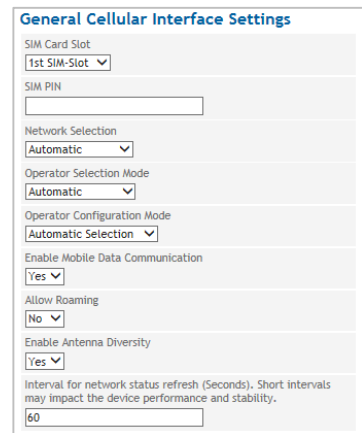 General Cellular Interface Settings
SIM Card Slot
1st SIM-Slot
SIM PIN
Network Selection
Automatic
Operator Selection Mode
Automatic
Operator Configuration Mode
Automatic Selection
Enable Mobile Data Communication
Yes
Allow Roaming
No
Enable Antenna Diversity
Yes
Interval for network status refresh (Seconds). Short intervals
may impact the device performance and stability.
60